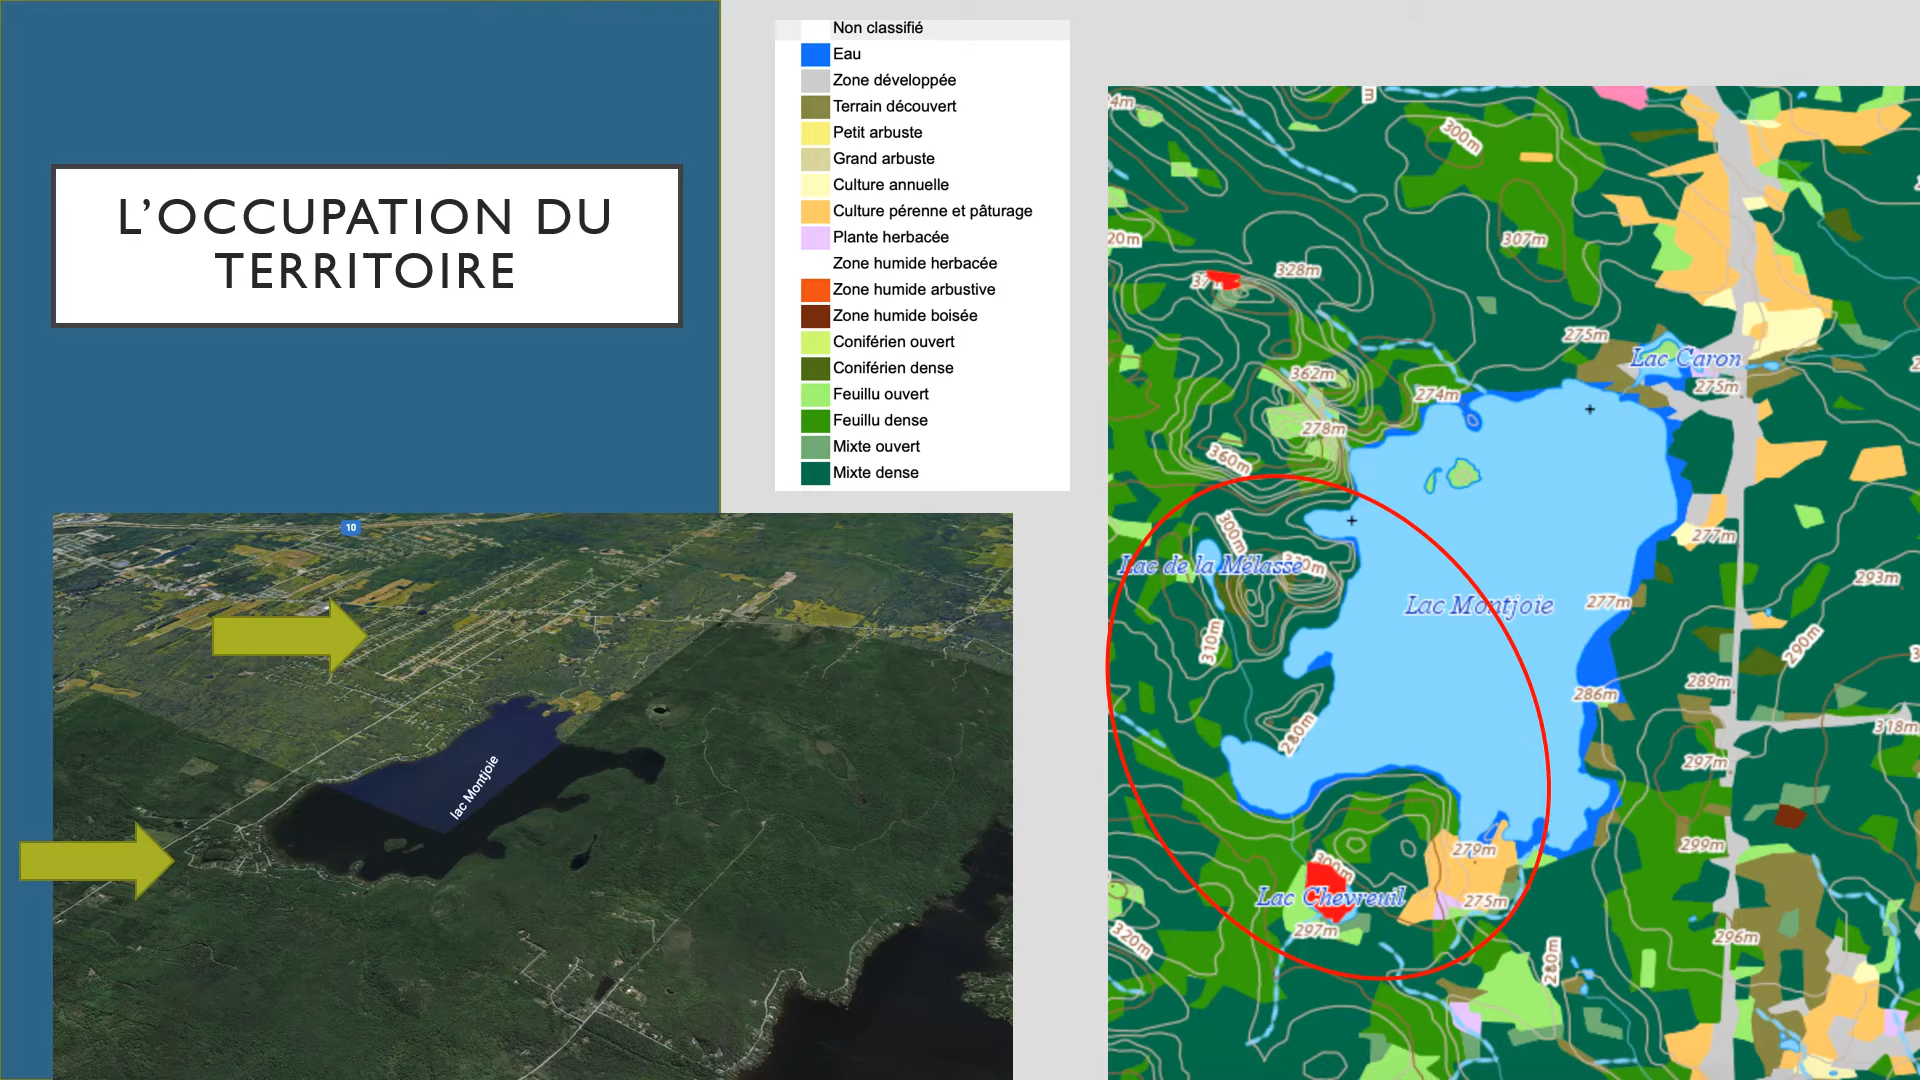 L’OCCUPATION DU
TERRITOIRE
Non classifié
Eau
Zone développée
Terrain découvert
Petit arbuste
Grand arbuste
Culture annuelle
Culture pérenne et pâturage
Plante herbacée
Zone humide herbacée
Zone humide arbustive
Zone humide boisée
Coniférien ouvert
Coniférien dense
Feuillu ouvert
Feuillu dense
Mixte ouvert
Mixte dense
10
lac Montjoie
300m
307m
328m
275m
Lac Caron
275m
362m
274m
278m
360m
300m
277m
Lac de la Mélasse
293m
Lac Montjoie
277m
310m
290m
289m
286m
280m
318m
297m
279m
299m
300m
Lac Chevreuil
275m
297m
320m
296m
280m